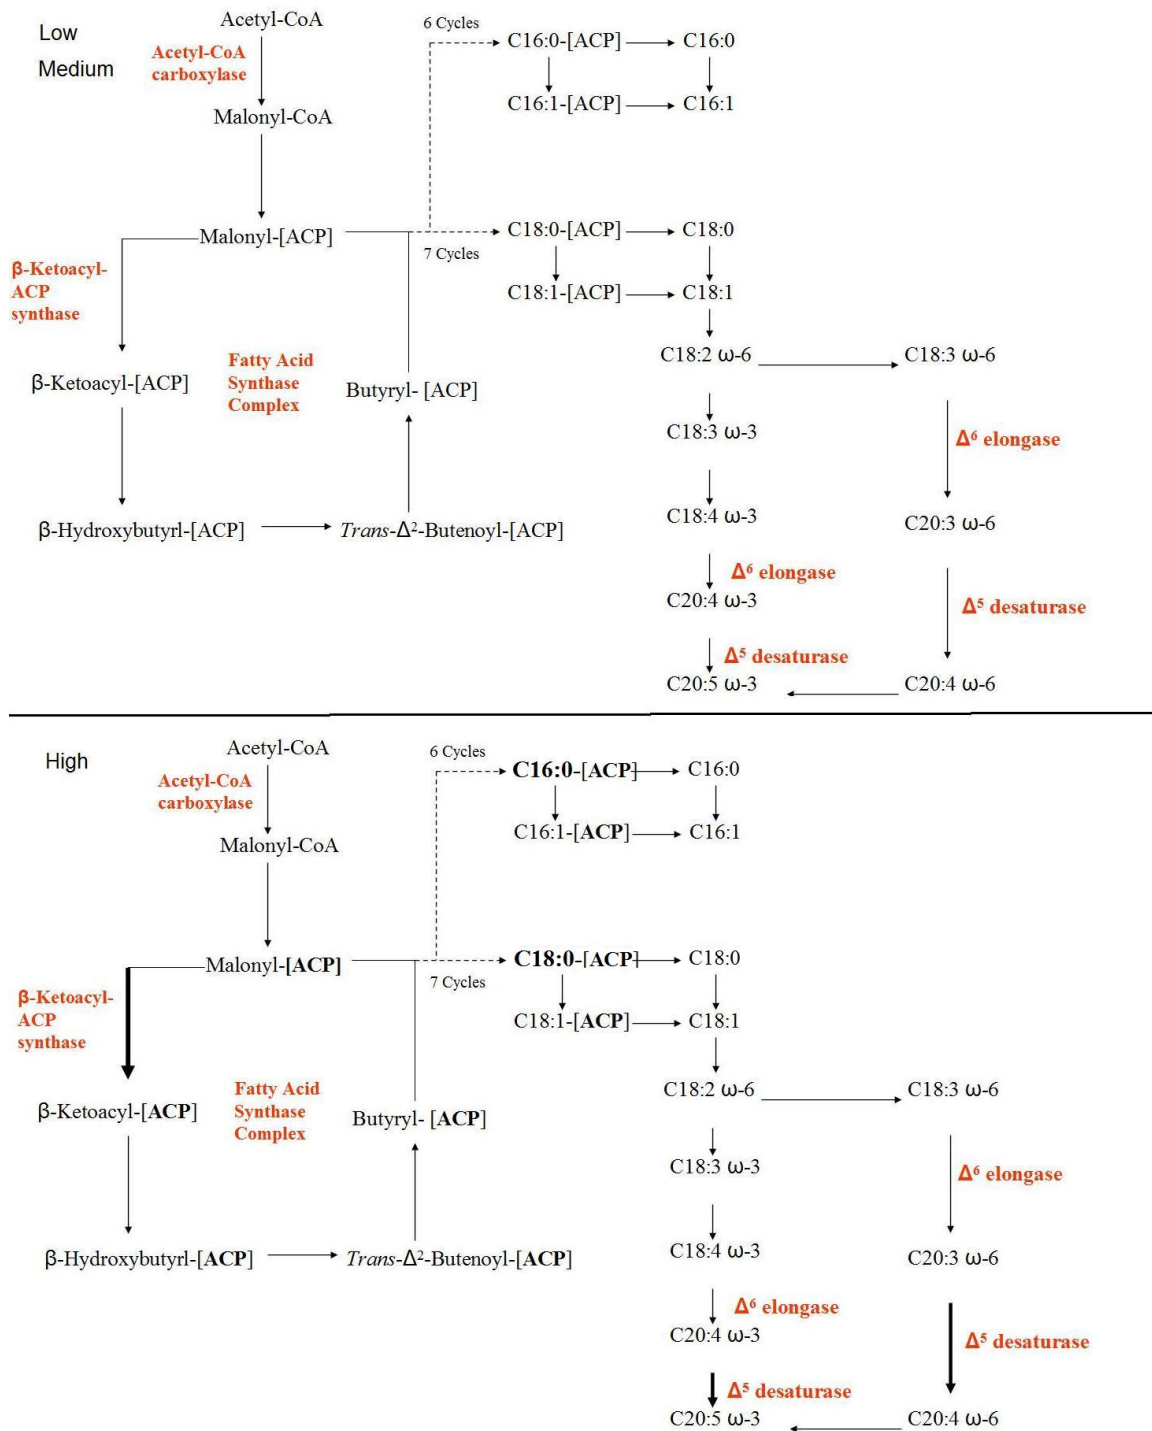 Low
Medium
Acetyl-CoA
Acetyl-CoA
carboxylase
Malonyl-CoA
Malonyl-[ACP]
β-Ketoacyl-
ACP
synthase
β-Ketoacyl-[ACP]
β-Hydroxybutyrl-[ACP]
Trans-Δ²-Butenoyl-[ACP]
Fatty Acid
Synthase
Complex
Butyryl- [ACP]
6 Cycles
C16:0-[ACP]
C16:0
C16:1-[ACP]
C16:1
7 Cycles
C18:0-[ACP]
C18:0
C18:1-[ACP]
C18:1
C18:2 ω-6
C18:3 ω-6
C18:3 ω-3
Δ⁶ elongase
C18:4 ω-3
C20:3 ω-6
Δ⁶ elongase
C20:4 ω-3
Δ⁵ desaturase
Δ⁵ desaturase
C20:5 ω-3
C20:4 ω-6
High
Acetyl-CoA
Acetyl-CoA
carboxylase
Malonyl-CoA
Malonyl-[ACP]
β-Ketoacyl-
ACP
synthase
β-Ketoacyl-[ACP]
β-Hydroxybutyrl-[ACP]
Trans-Δ²-Butenoyl-[ACP]
Fatty Acid
Synthase
Complex
Butyryl- [ACP]
6 Cycles
C16:0-[ACP]
C16:0
C16:1-[ACP]
C16:1
7 Cycles
C18:0-[ACP]
C18:0
C18:1-[ACP]
C18:1
C18:2 ω-6
C18:3 ω-6
C18:3 ω-3
Δ⁶ elongase
C18:4 ω-3
C20:3 ω-6
Δ⁶ elongase
C20:4 ω-3
Δ⁵ desaturase
Δ⁵ desaturase
C20:5 ω-3
C20:4 ω-6